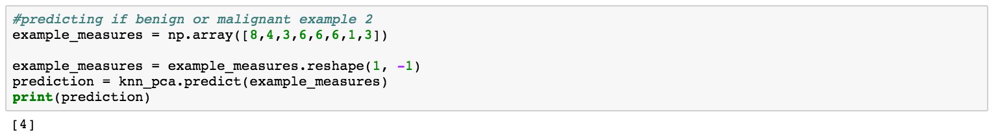 #predicting if benign or malignant example 2
example_measures = np.array([8,4,3,6,6,6,1,3])
example_measures = example_measures.reshape(1, -1)
prediction = knn_pca.predict(example_measures)
print(prediction)
[4]